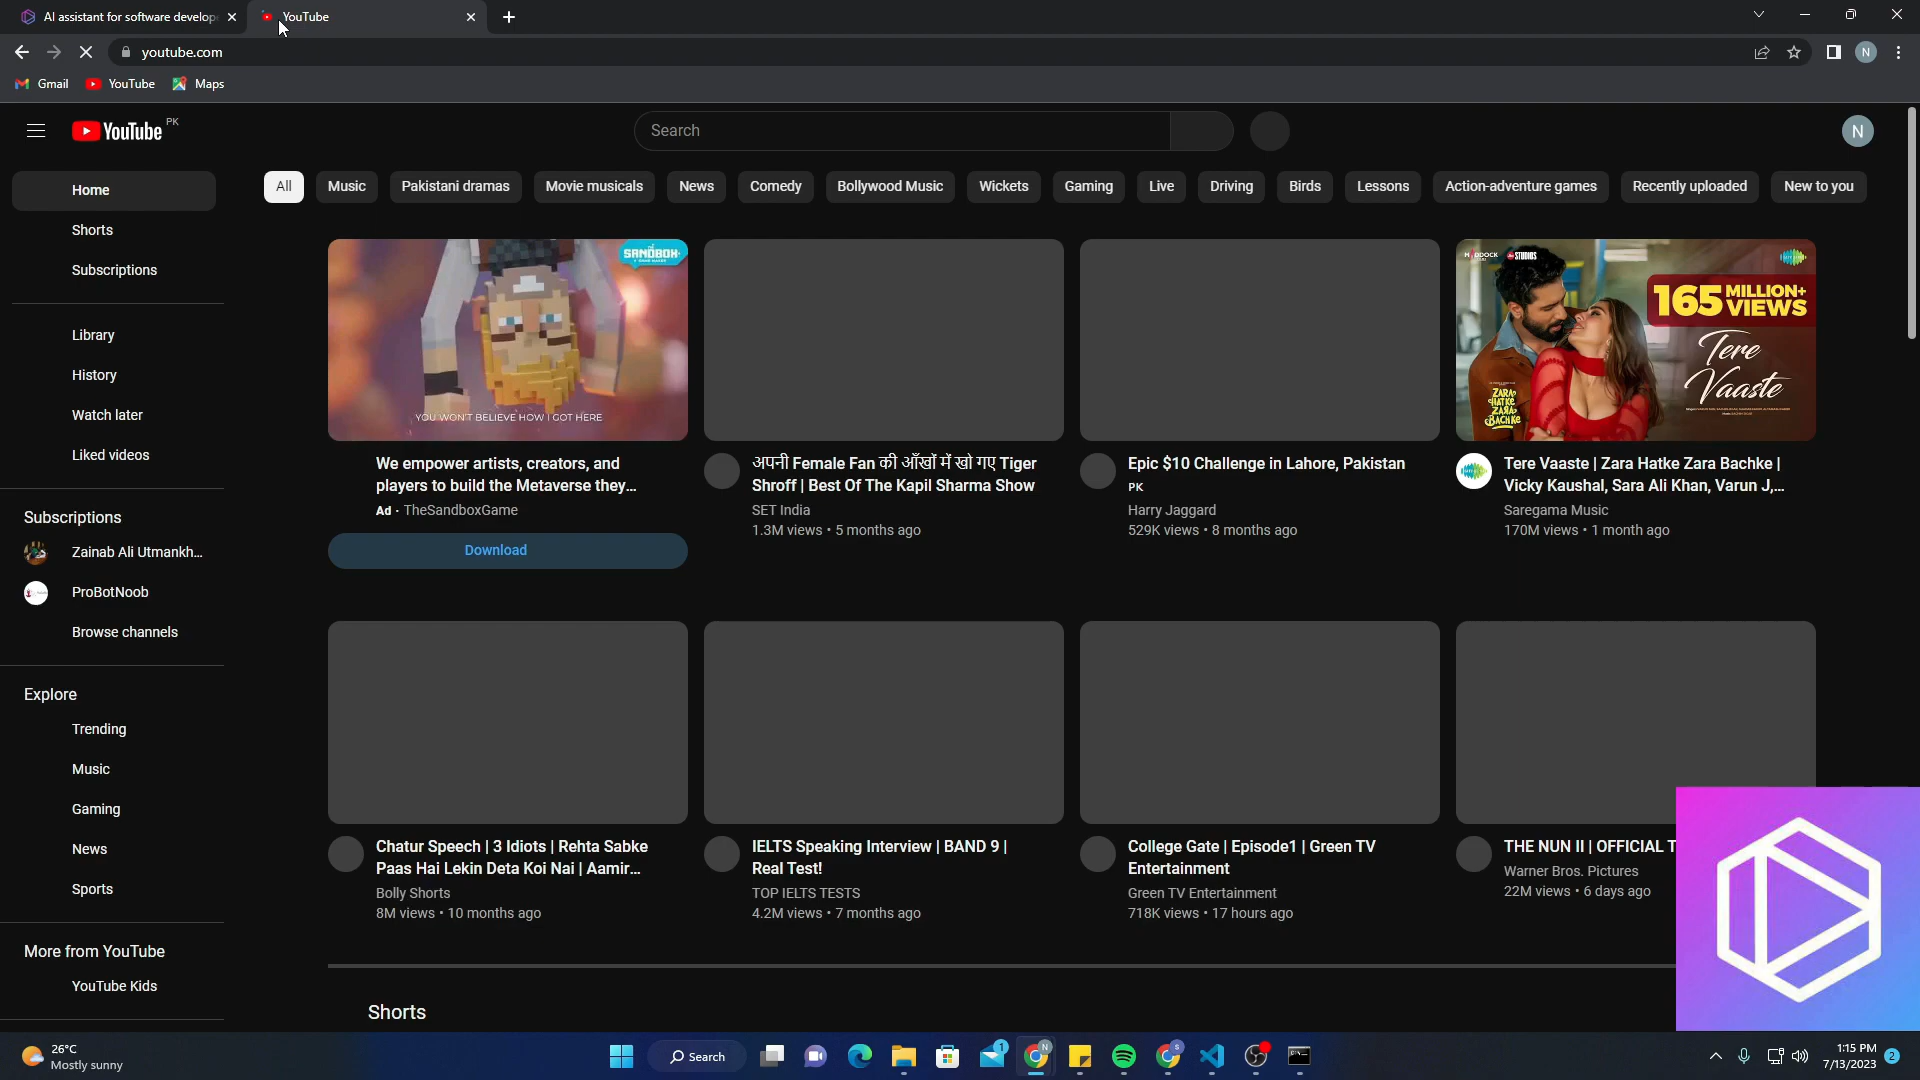 AI assistant for software develop
YouTube
youtube.com
N
Gmail
YouTube
Maps
YouTube PK
Search
N
Home
Shorts
Subscriptions
Library
History
Watch later
Liked videos
Subscriptions
Zainab Ali Utmankh...
ProBotNoob
Browse channels
Explore
Trending
Music
Gaming
News
Sports
More from YouTube
YouTube Kids
All
Music
Pakistani dramas
Movie musicals
News
Comedy
Bollywood Music
Wickets
Gaming
Live
Driving
Birds
Lessons
Action-adventure games
Recently uploaded
New to you
SANDBOX
YOU WON'T BELIEVE HOW I GOT HERE
We empower artists, creators, and
players to build the Metaverse they...
Ad · TheSandboxGame
Download
अपनी Female Fan की आँखों में खो गए Tiger
Shroff | Best Of The Kapil Sharma Show
SET India
1.3M views • 5 months ago
Epic $10 Challenge in Lahore, Pakistan
PK
Harry Jaggard
529K views • 8 months ago
MADDOCK
STUDIOS
165 MILLION+
VIEWS
Tere
Vaaste
ZARA
HATKE
ZARA
BACHKE
Tere Vaaste | Zara Hatke Zara Bachke |
Vicky Kaushal, Sara Ali Khan, Varun J,...
Saregama Music
170M views • 1 month ago
Chatur Speech | 3 Idiots | Rehta Sabke
Paas Hai Lekin Deta Koi Nai | Aamir...
Bolly Shorts
8M views • 10 months ago
IELTS Speaking Interview | BAND 9 |
Real Test!
TOP IELTS TESTS
4.2M views • 7 months ago
College Gate | Episode1 | Green TV
Entertainment
Green TV Entertainment
718K views • 17 hours ago
THE NUN II | OFFICIAL T
Warner Bros. Pictures
22M views • 6 days ago
Shorts
26°C
Mostly sunny
Search
1
N
S
1:15 PM
7/13/2023
2